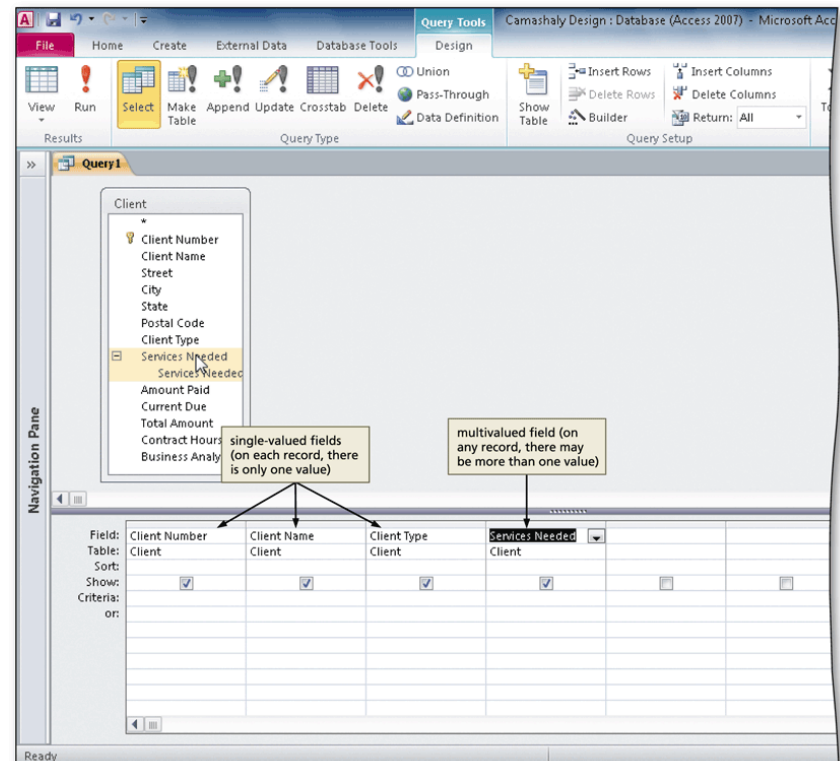 Query Tools
Camashaly Design : Database (Access 2007) - Microsoft Acc
File Home Create External Data Database Tools Design
View
Run
Select
Make Table
Append
Update
Crosstab
Delete
Union
Pass-Through
Data Definition
Show Table
Insert Rows
Delete Rows
Builder
Insert Columns
Delete Columns
Return: All
Results
Query Type
Query Setup
Query1
Navigation Pane
Client
*
Client Number
Client Name
Street
City
State
Postal Code
Client Type
Services Needed
Services Needed
Amount Paid
Current Due
Total Amount
Contract Hours
Business Analy
single-valued fields
(on each record, there
is only one value)
multivalued field (on
any record, there may
be more than one value)
Field: Client Number Client Name Client Type Services Needed
Table: Client Client Client Client
Sort:
Show:
Criteria:
or:
Ready